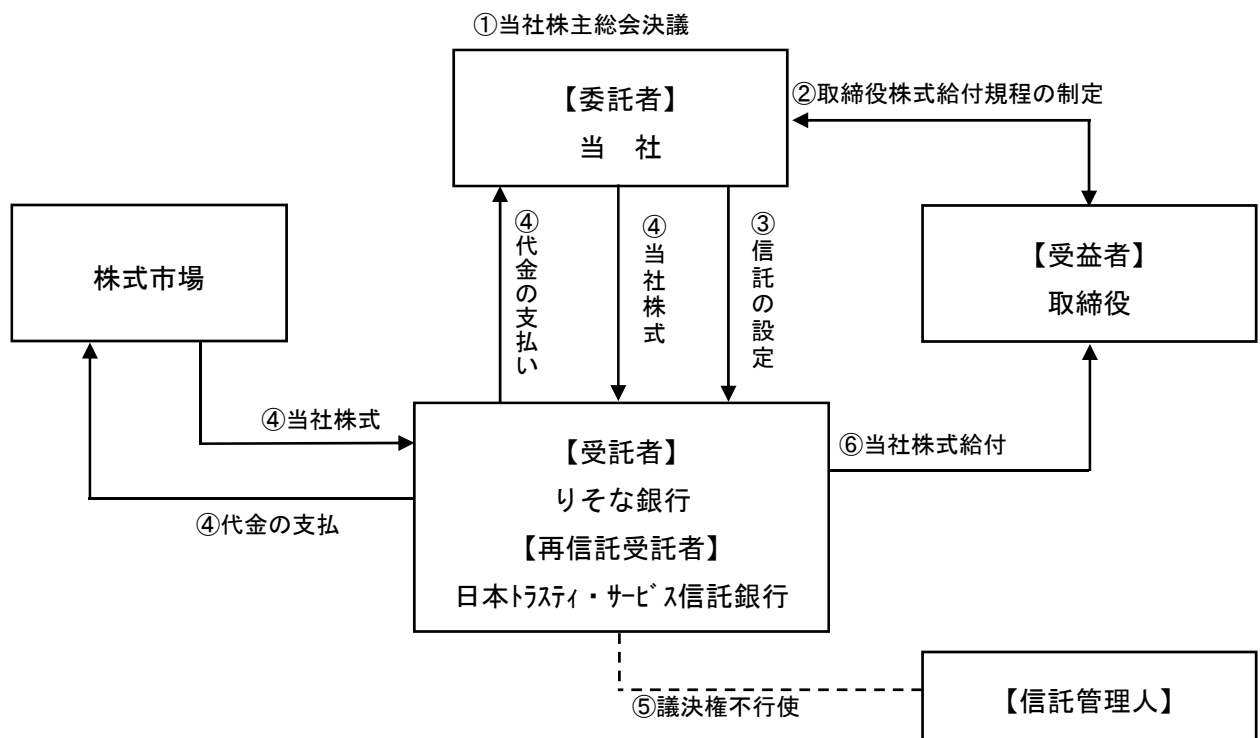 ①当社株主総会決議
【委託者】
当　社
②取締役株式給付規程の制定
株式市場
④代金の支払い
④当社株式
③信託の設定
【受益者】
取締役
④当社株式
④代金の支払
【受託者】
りそな銀行
【再信託受託者】
日本ﾄﾗｽﾃｨ・ｻｰﾋﾞｽ信託銀行
⑥当社株式給付
⑤議決権不行使
【信託管理人】